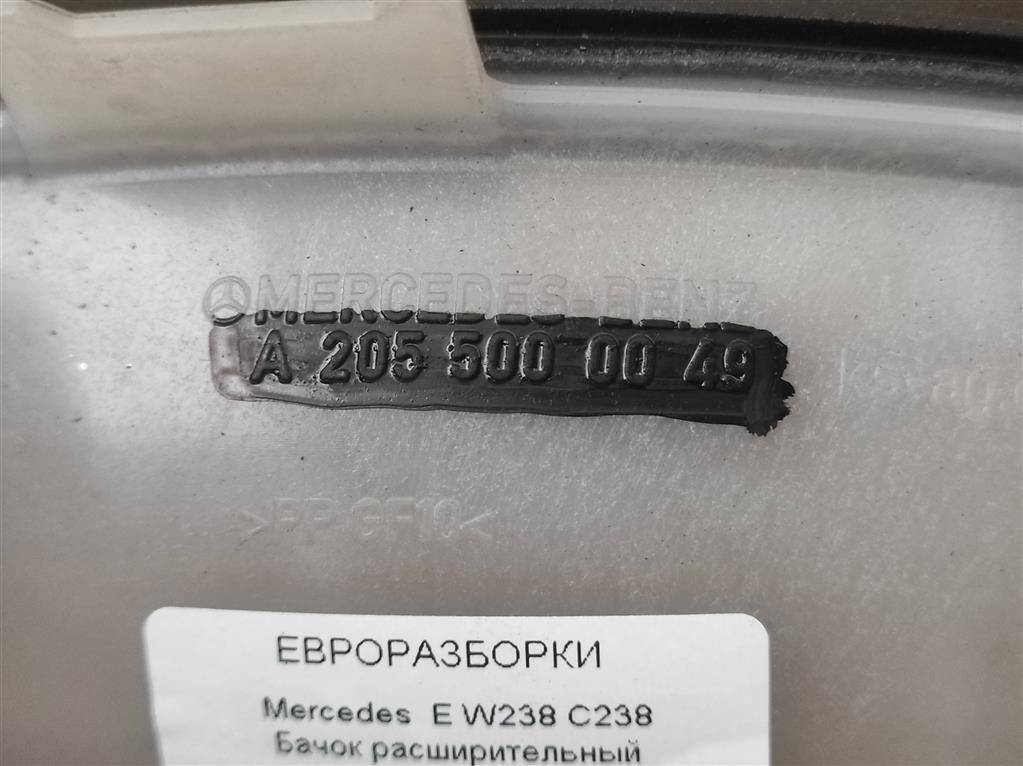 MERCEDES-BENZ
A 205 500 00 49
>PP GF10<
ЕВРОРАЗБОРКИ
Mercedes E W238 C238
Бачок расширительный